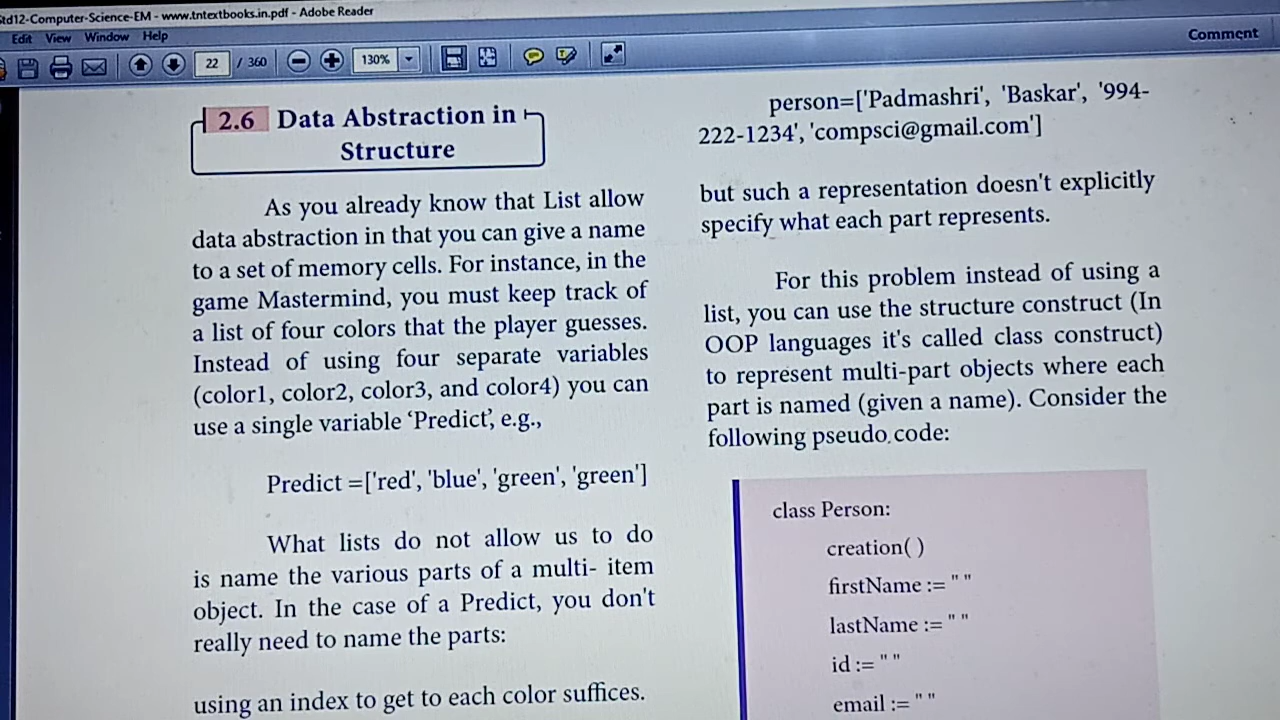 Std12-Computer-Science-EM - www.tntextbooks.in.pdf - Adobe Reader
Edit View Window Help
22 / 360 130% Comment
2.6 Data Abstraction in
Structure
As you already know that List allow
data abstraction in that you can give a name
to a set of memory cells. For instance, in the
game Mastermind, you must keep track of
a list of four colors that the player guesses.
Instead of using four separate variables
(color1, color2, color3, and color4) you can
use a single variable ‘Predict’, e.g.,
Predict =['red', 'blue', 'green', 'green']
What lists do not allow us to do
is name the various parts of a multi- item
object. In the case of a Predict, you don't
really need to name the parts:
using an index to get to each color suffices.
person=['Padmashri', 'Baskar', '994-
222-1234', 'compsci@gmail.com']
but such a representation doesn't explicitly
specify what each part represents.
For this problem instead of using a
list, you can use the structure construct (In
OOP languages it's called class construct)
to represent multi-part objects where each
part is named (given a name). Consider the
following pseudo code:
class Person:
creation( )
firstName := " "
lastName := " "
id := " "
email := " "